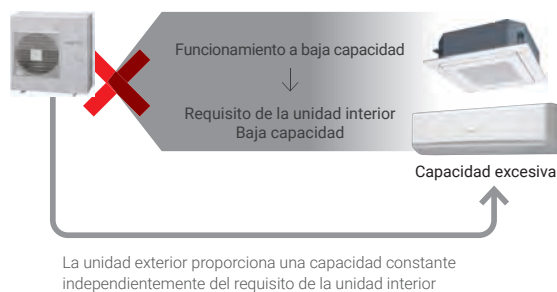 Funcionamiento a baja capacidad
Requisito de la unidad interior
Baja capacidad
Capacidad excesiva
La unidad exterior proporciona una capacidad constante
independientemente del requisito de la unidad interior